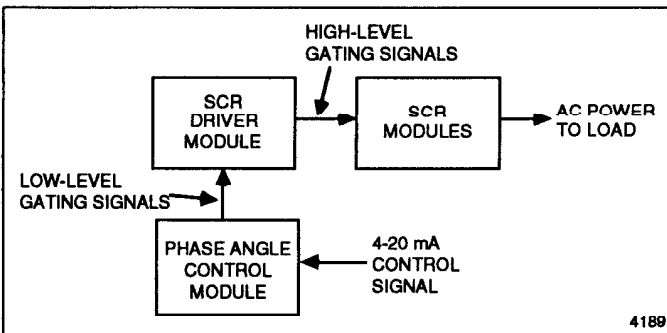 HIGH-LEVEL
GATING SIGNALS
SCR
DRIVER
MODULE
SCR
MODULES
AC POWER
TO LOAD
LOW-LEVEL
GATING SIGNALS
PHASE ANGLE
CONTROL
MODULE
4-20 mA
CONTROL
SIGNAL
4189